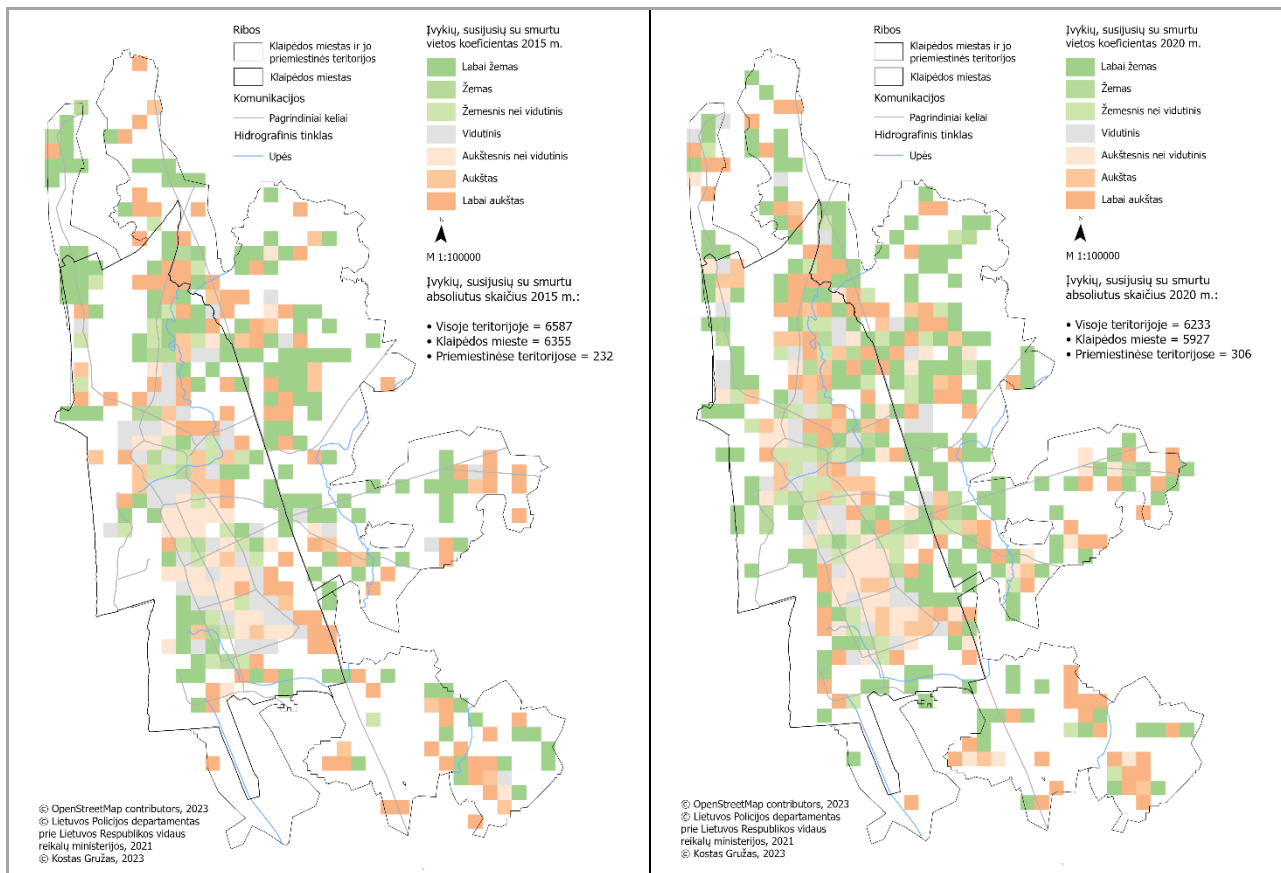 Ribos
Klaipėdos miestas ir jo
priemiestinės teritorijos
Klaipėdos miestas
Komunikacijos
Pagrindiniai keliai
Hidrografinis tinklas
Upės
Įvykių, susijusių su smurtu
vietos koeficientas 2015 m.
Labai žemas
Žemas
Žemesnis nei vidutinis
Vidutinis
Aukštesnis nei vidutinis
Aukštas
Labai aukštas
N
M 1:100000
Įvykių, susijusių su smurtu
absoliutus skaičius 2015 m.:
• Visoje teritorijoje = 6587
• Klaipėdos mieste = 6355
• Priemiestinėse teritorijose = 232
© OpenStreetMap contributors, 2023
© Lietuvos Policijos departamentas
prie Lietuvos Respublikos vidaus
reikalų ministerijos, 2021
© Kostas Gružas, 2023
Ribos
Klaipėdos miestas ir jo
priemiestinės teritorijos
Klaipėdos miestas
Komunikacijos
Pagrindiniai keliai
Hidrografinis tinklas
Upės
Įvykių, susijusių su smurtu
vietos koeficientas 2020 m.
Labai žemas
Žemas
Žemesnis nei vidutinis
Vidutinis
Aukštesnis nei vidutinis
Aukštas
Labai aukštas
N
M 1:100000
Įvykių, susijusių su smurtu
absoliutus skaičius 2020 m.:
• Visoje teritorijoje = 6233
• Klaipėdos mieste = 5927
• Priemiestinėse teritorijose = 306
© OpenStreetMap contributors, 2023
© Lietuvos Policijos departamentas
prie Lietuvos Respublikos vidaus
reikalų ministerijos, 2021
© Kostas Gružas, 2023